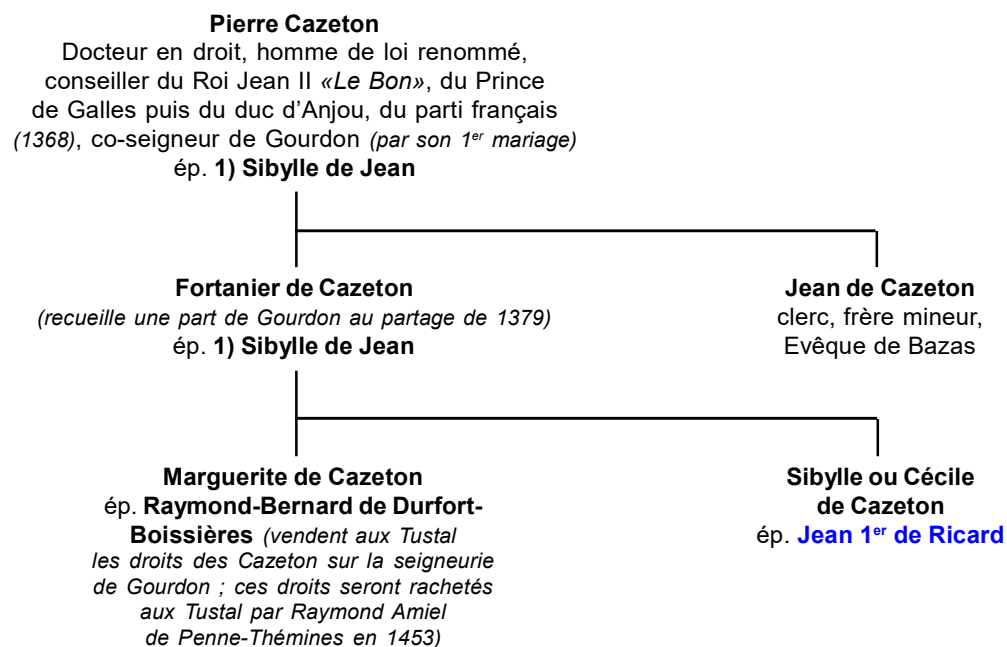 Pierre Cazeton
Docteur en droit, homme de loi renommé,
conseiller du Roi Jean II «Le Bon», du Prince
de Galles puis du duc d’Anjou, du parti français
(1368), co-seigneur de Gourdon (par son 1er mariage)
ép. 1) Sibylle de Jean
Fortanier de Cazeton
(recueille une part de Gourdon au partage de 1379)
ép. 1) Sibylle de Jean
Jean de Cazeton
clerc, frère mineur,
Evêque de Bazas
Marguerite de Cazeton
ép. Raymond-Bernard de Durfort-
Boissières (vendent aux Tustal
les droits des Cazeton sur la seigneurie
de Gourdon ; ces droits seront rachetés
aux Tustal par Raymond Amiel
de Penne-Thémines en 1453)
Sibylle ou Cécile
de Cazeton
ép. Jean 1er de Ricard